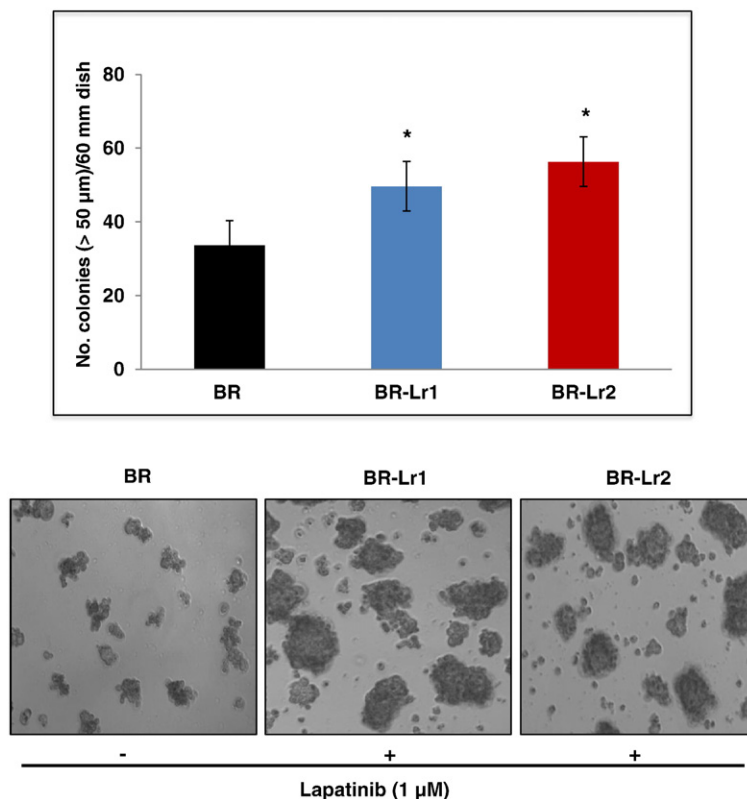 No. colonies (> 50 µm)/60 mm dish
80
60
40
20
0
*
*
BR
BR-Lr1
BR-Lr2
BR
BR-Lr1
BR-Lr2
-
+
+
Lapatinib (1 µM)